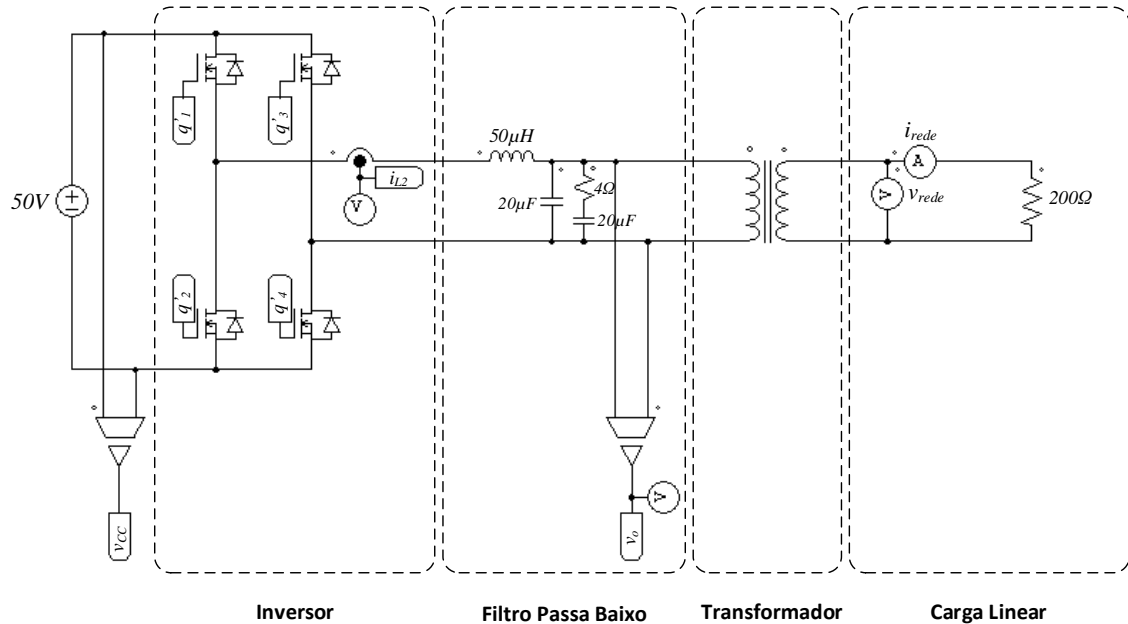 q'1
q'3
50µH
irede
A
iL2
V
4Ω
20µF
20µF
V
vrede
200Ω
50V
q'2
q'4
V
vCC
vo
Inversor
Filtro Passa Baixo
Transformador
Carga Linear